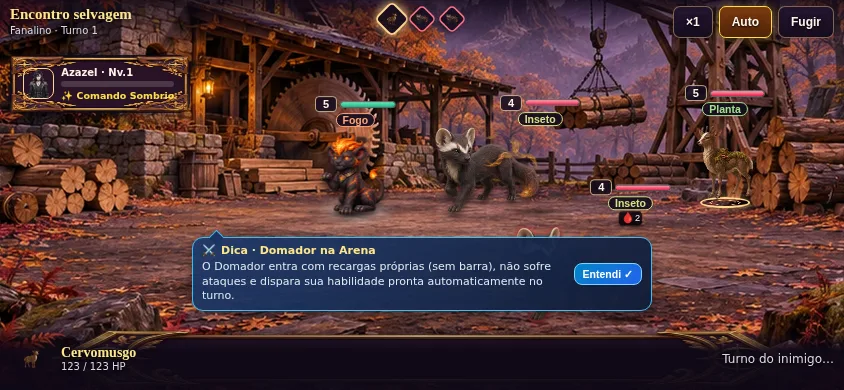 Encontro selvagem
Fanalino · Turno 1
×1
Auto
Fugir
Azazel · Nv.1
✨ Comando Sombrio
5
Fogo
4
Inseto
5
Planta
4
Inseto
2
⚔️ Dica · Domador na Arena
O Domador entra com recargas próprias (sem barra), não sofre
ataques e dispara sua habilidade pronta automaticamente no
turno.
Entendi ✓
Cervomusgo
123 / 123 HP
Turno do inimigo…